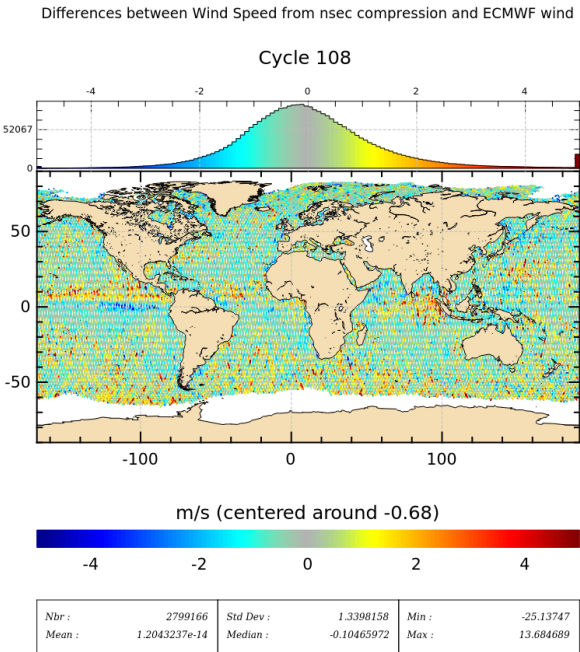 Differences between Wind Speed from nsec compression and ECMWF wind
Cycle 108
-4 -2 0 2 4
52067
0
50
0
-50
-100 0 100
m/s (centered around -0.68)
-4 -2 0 2 4
Nbr : 2799166 Std Dev : 1.3398158 Min : -25.13747
Mean : 1.2043237e-14 Median : -0.10465972 Max : 13.684689